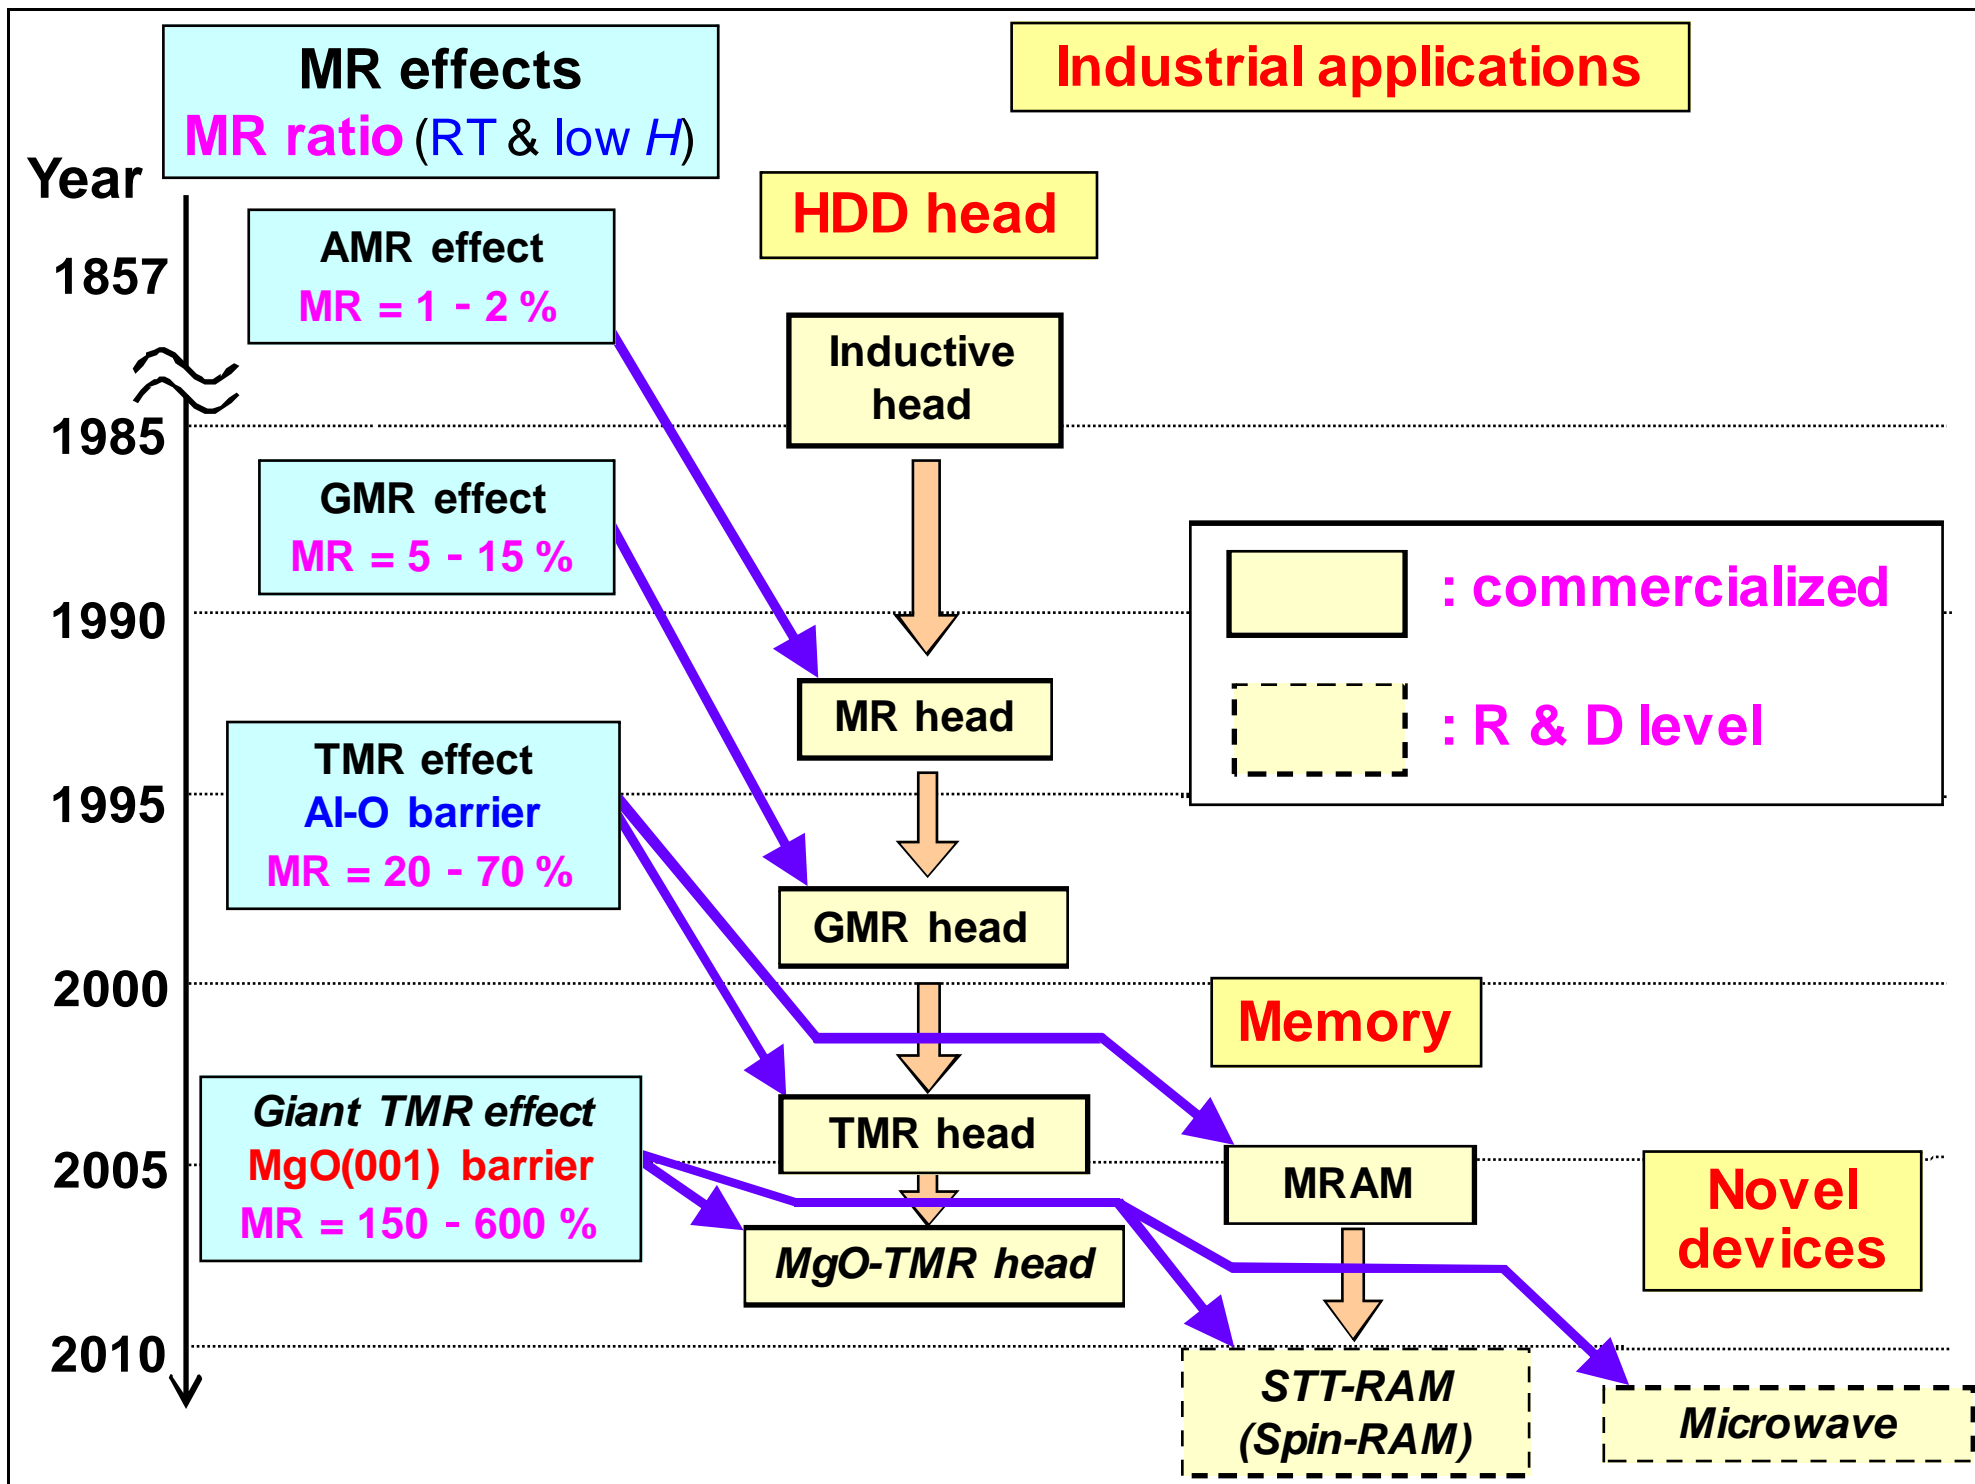 MR effects
MR ratio (RT & low H)
Industrial applications
Year
HDD head
AMR effect
MR = 1 - 2 %
1857
Inductive
head
1985
GMR effect
MR = 5 - 15 %
: commercialized
1990
MR head
: R & D level
TMR effect
Al-O barrier
MR = 20 - 70 %
1995
GMR head
2000
Memory
Giant TMR effect
MgO(001) barrier
MR = 150 - 600 %
TMR head
2005
MRAM
Novel
devices
MgO-TMR head
2010
STT-RAM
(Spin-RAM)
Microwave